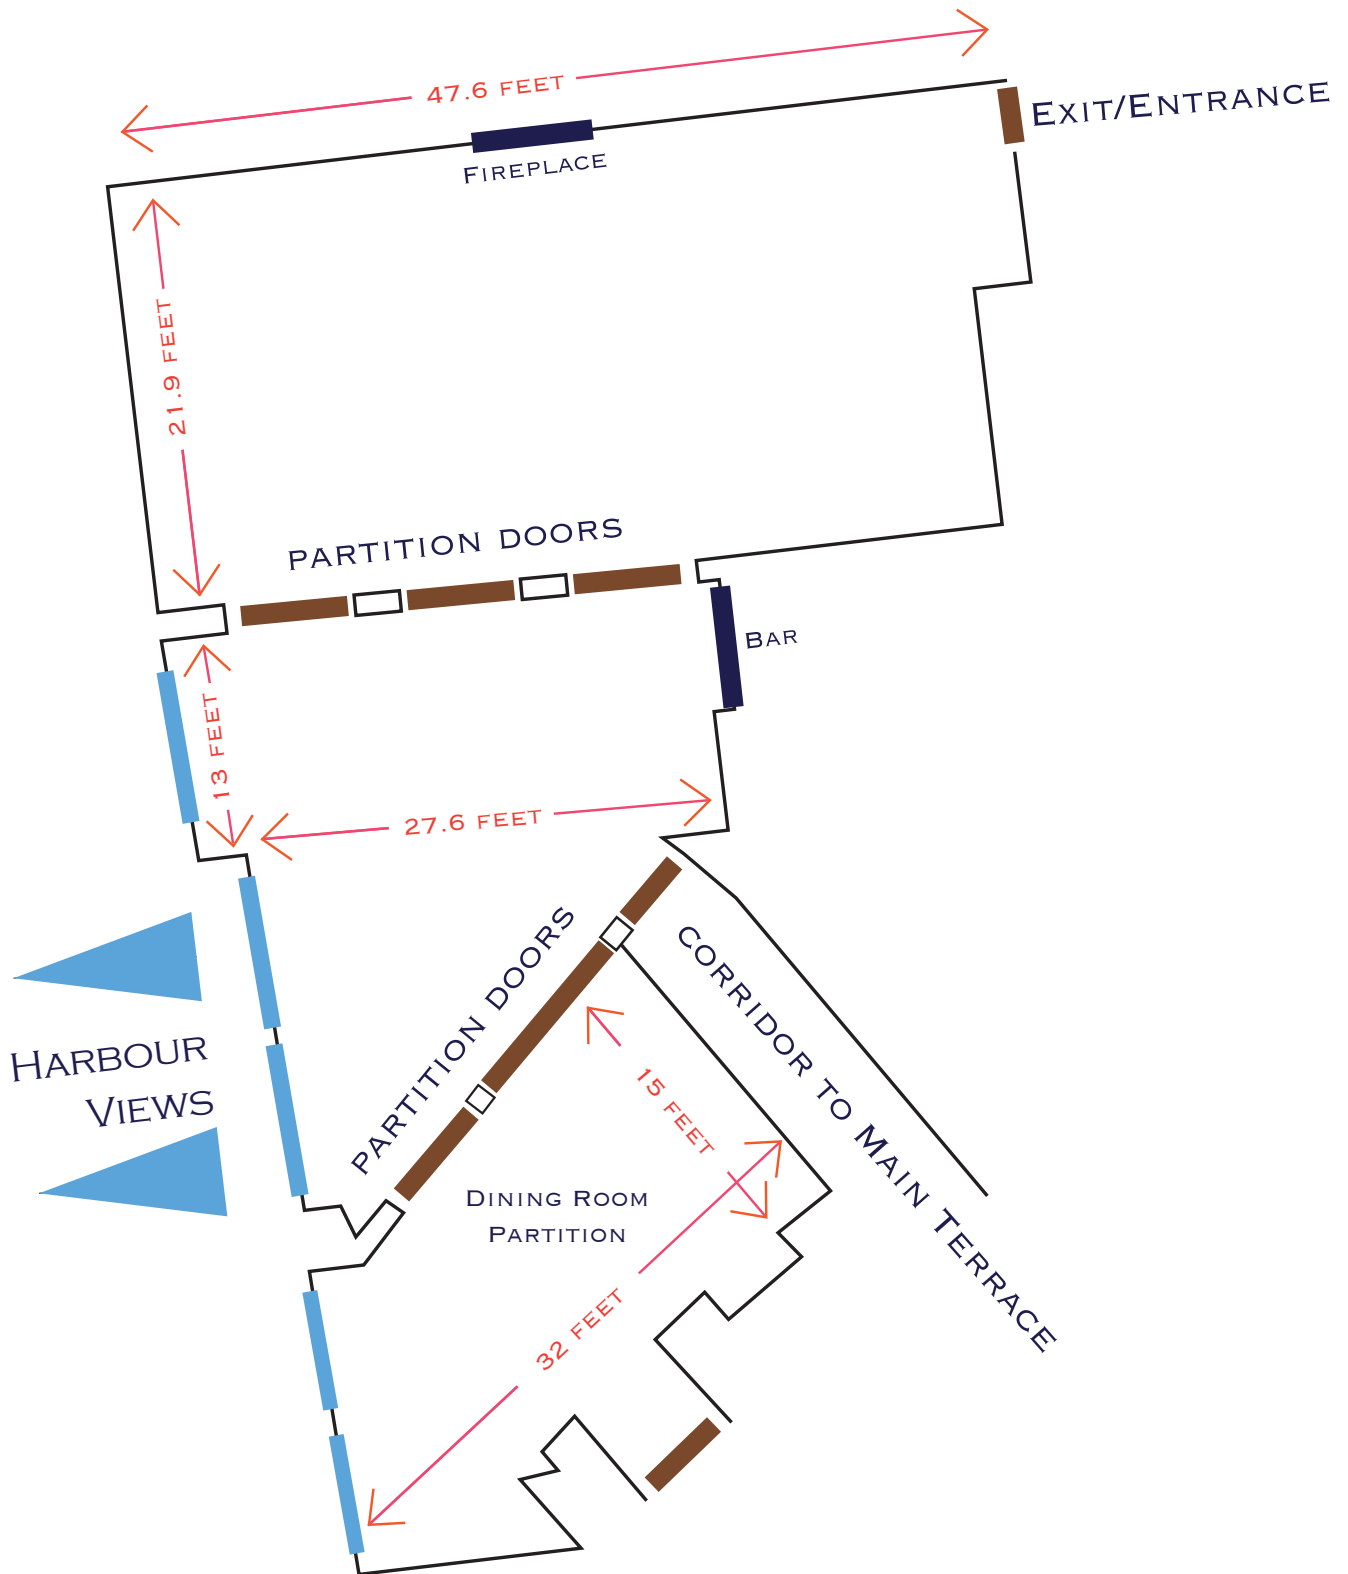 47.6 FEET
EXIT/ENTRANCE
FIREPLACE
21.9 FEET
PARTITION DOORS
BAR
13 FEET
27.6 FEET
PARTITION DOORS
CORRIDOR TO MAIN TERRACE
HARBOUR
VIEWS
15 FEET
DINING ROOM
PARTITION
32 FEET